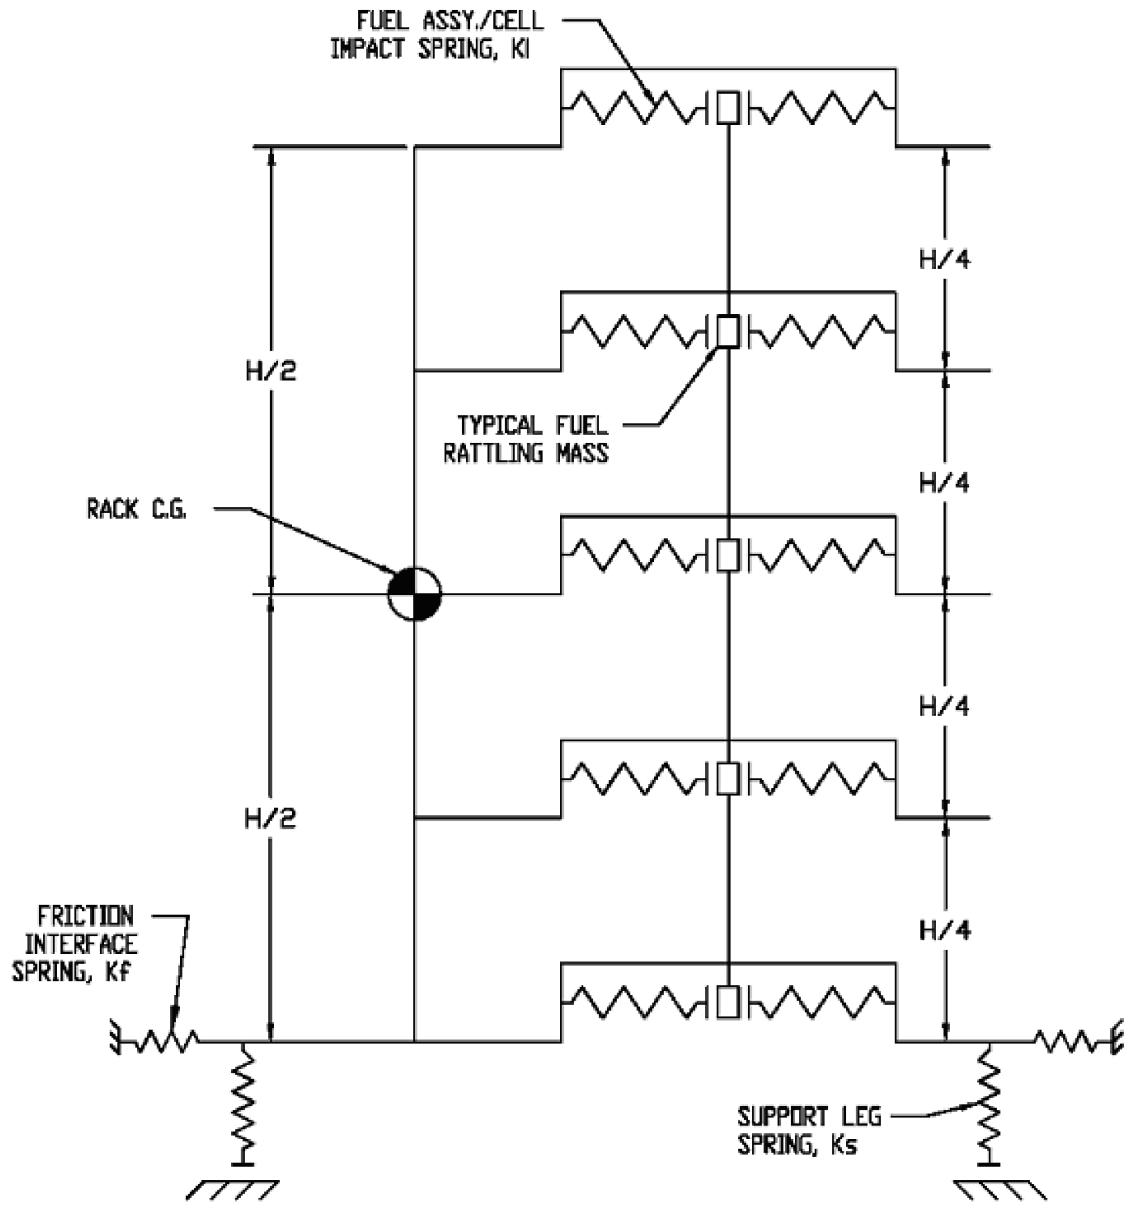 FUEL ASSY./CELL
IMPACT SPRING, KI
H/4
H/2
TYPICAL FUEL
RATTLING MASS
H/4
RACK C.G.
H/4
H/2
FRICTION
INTERFACE
SPRING, Kf
H/4
SUPPORT LEG
SPRING, Ks